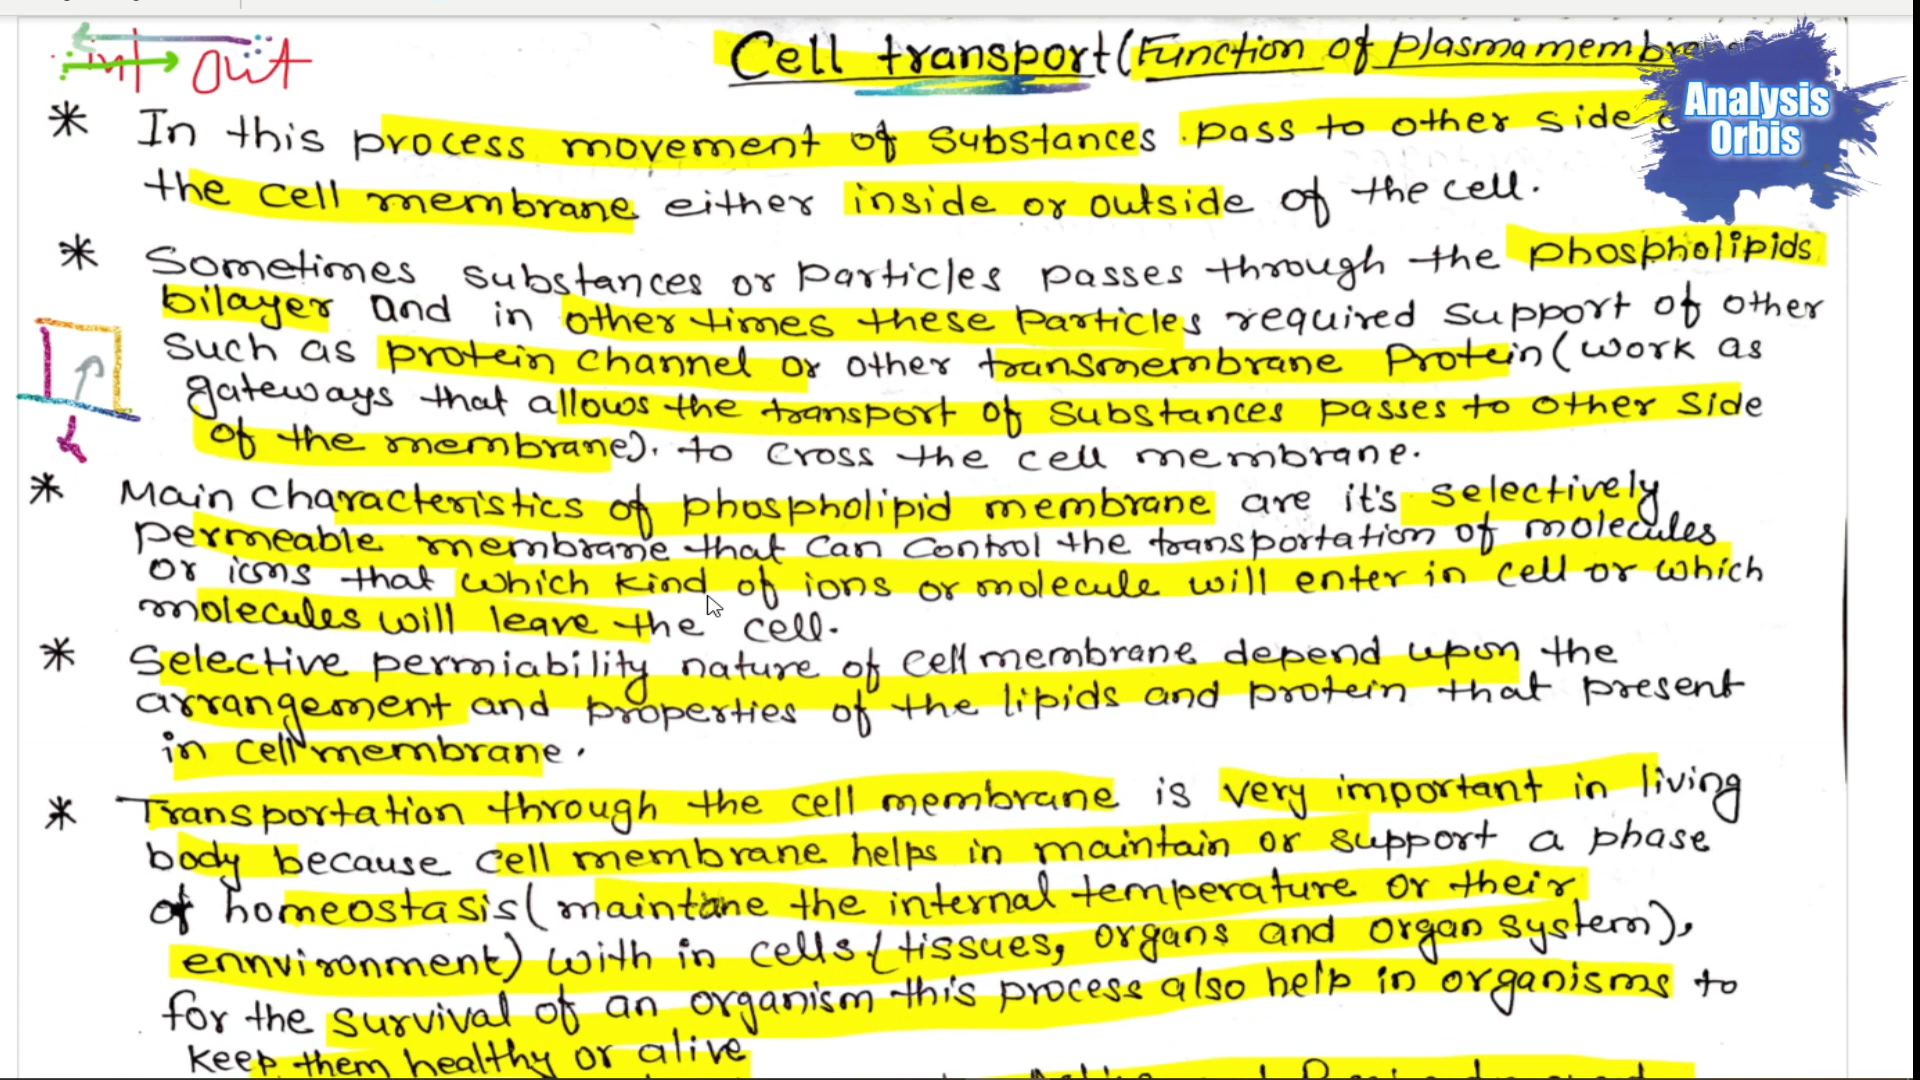 in/ out
Cell transport (Function of plasma membr
Analysis
Orbis
* In this process movement of substances pass to other side
the cell membrane either inside or outside of the cell.
* Sometimes substances or particles passes through the phospholipids
bilayer and in other times these particles required support of other
such as protein channel or other transmembrane protein (work as
gateways that allows the transport of substances passes to other side
of the membrane). to cross the cell membrane.
* Main characteristics of phospholipid membrane are it's selectively
permeable membrane that can control the transportation of molecules
or ions that which kind of ions or molecule will enter in cell or which
molecules will leave the cell.
* Selective permiability nature of cell membrane depend upon the
arrangement and properties of the lipids and protein that present
in cell membrane.
* Transportation through the cell membrane is very important in living
body because cell membrane helps in maintain or support a phase
of homeostasis (maintane the internal temperature or their
ennvironment) with in cells (tissues, organs and organ system),
for the survival of an organism this process also help in organisms to
keep them healthy or alive